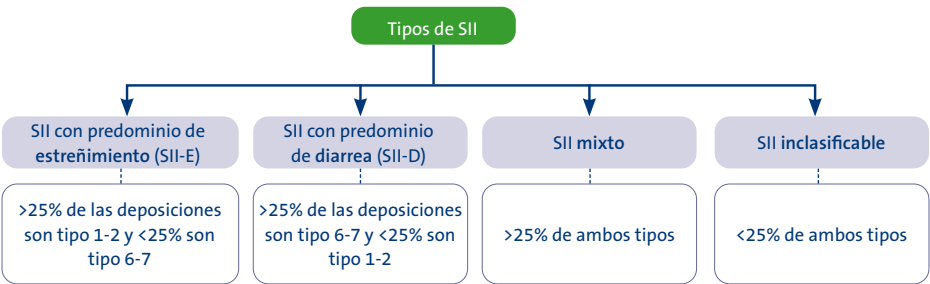 Tipos de SII
SII con predominio de
estreñimiento (SII-E)
SII con predominio
de diarrea (SII-D)
SII mixto
SII inclasificable
>25% de las deposiciones
son tipo 1-2 y <25% son
tipo 6-7
>25% de las deposiciones
son tipo 6-7 y <25% son
tipo 1-2
>25% de ambos tipos
<25% de ambos tipos